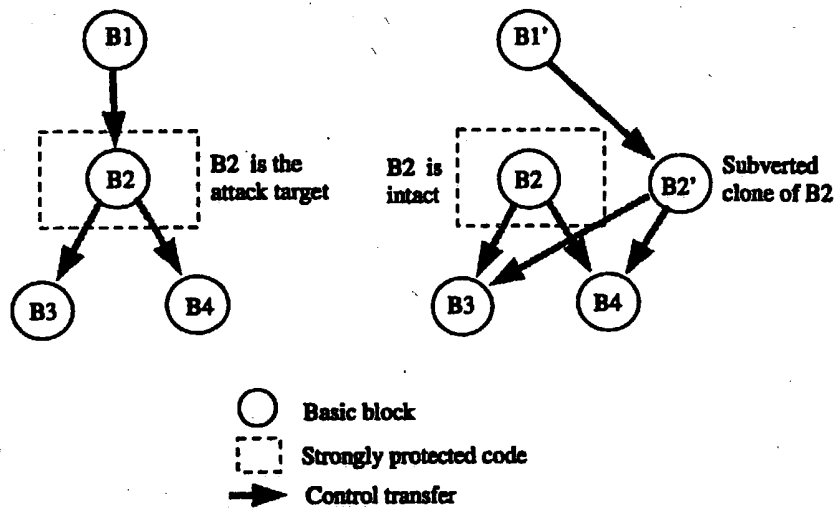 B1
B1'
B2 is the
attack target
B2
B2 is
intact
B2
B2'
Subverted
clone of B2
B3
B4
B3
B4
Basic block
Strongly protected code
Control transfer